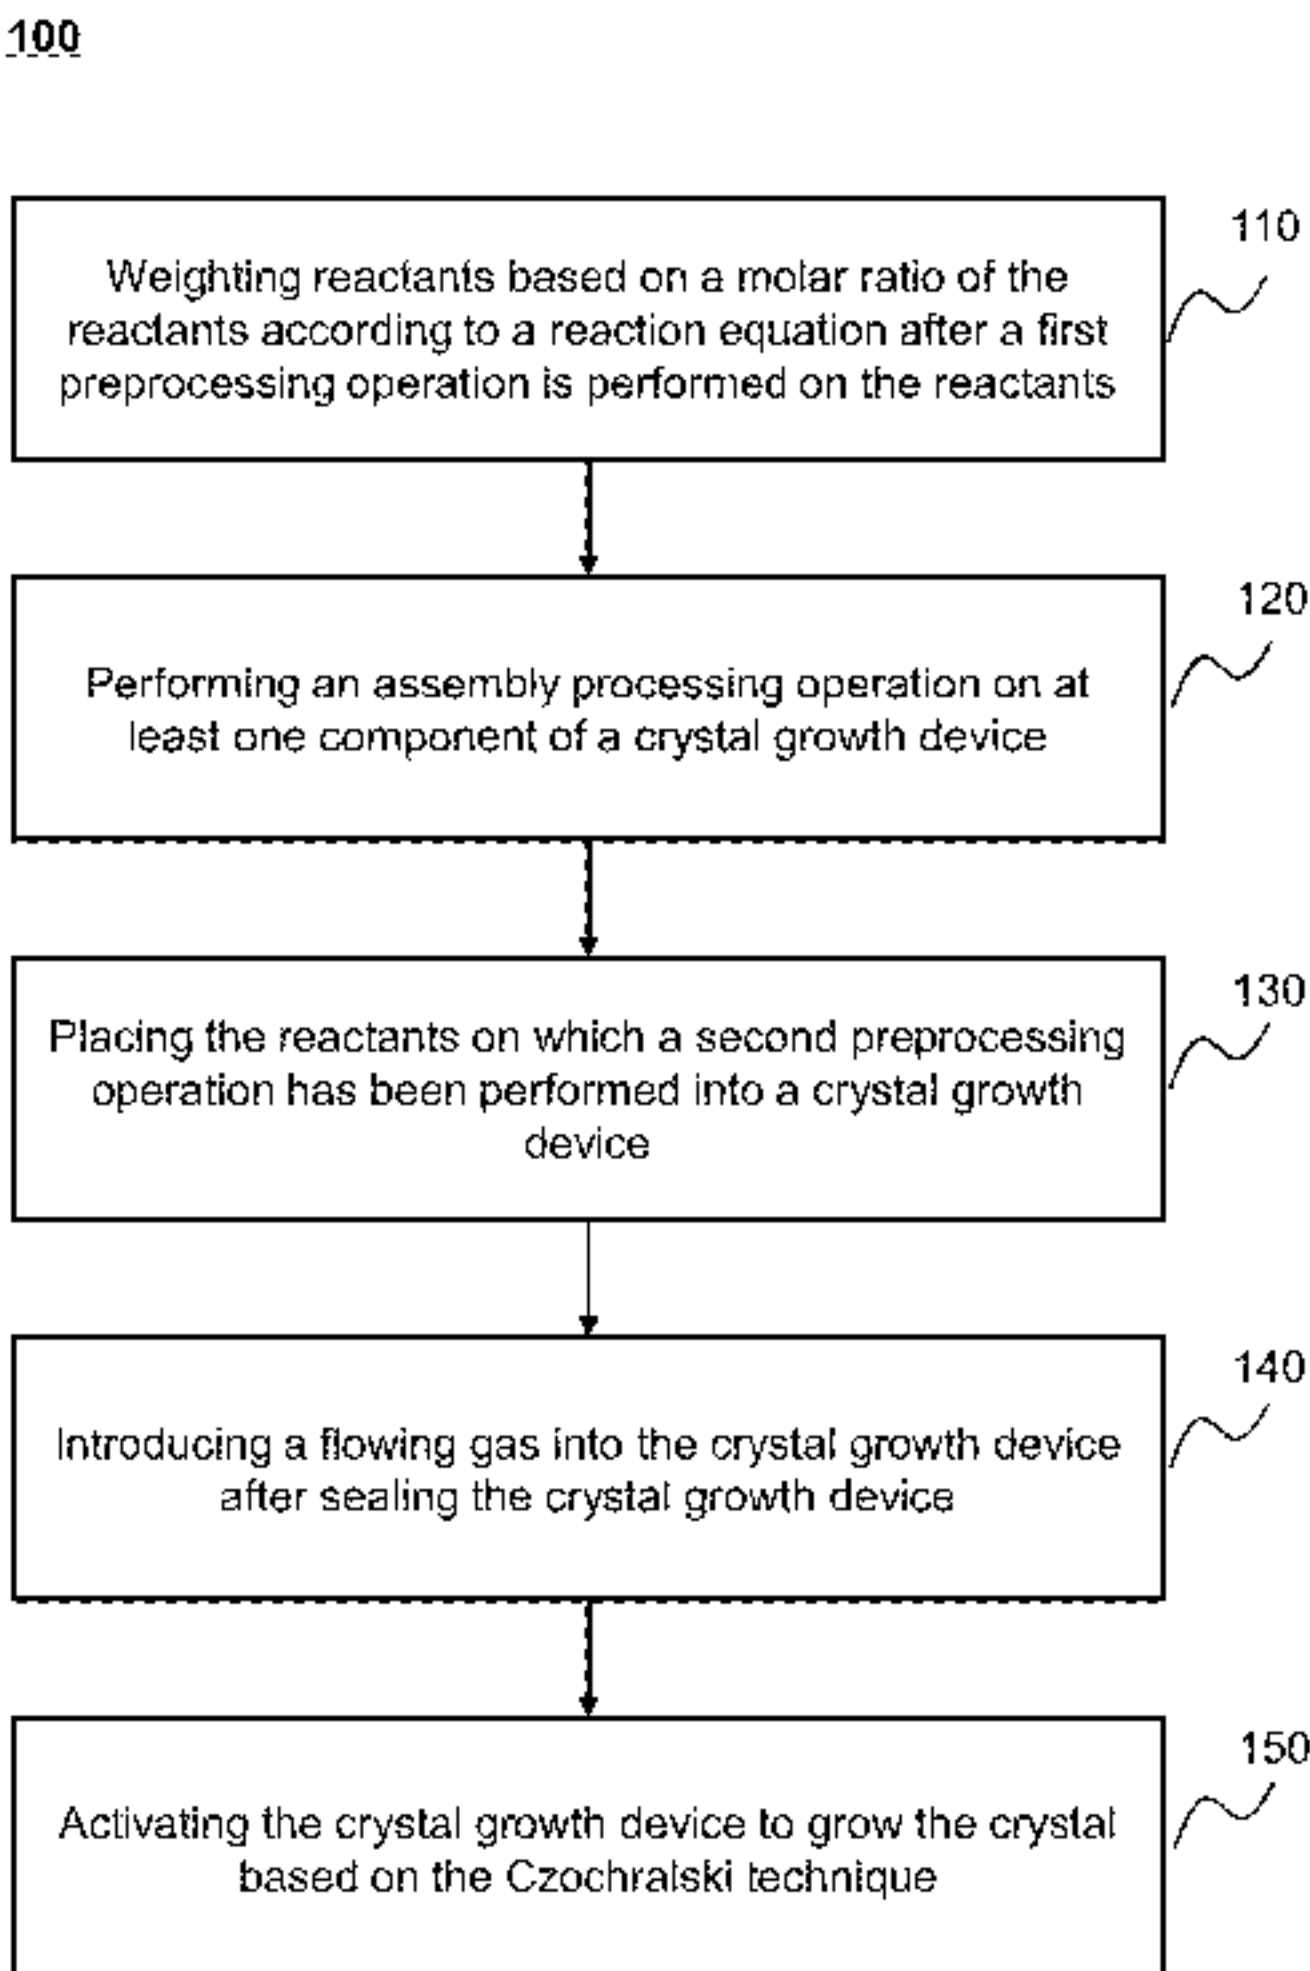 100
110
Weighting reactants based on a molar ratio of the
reactants according to a reaction equation after a first
preprocessing operation is performed on the reactants
120
Performing an assembly processing operation on at
least one component of a crystal growth device
130
Placing the reactants on which a second preprocessing
operation has been performed into a crystal growth
device
140
Introducing a flowing gas into the crystal growth device
after sealing the crystal growth device
150
Activating the crystal growth device to grow the crystal
based on the Czochralski technique